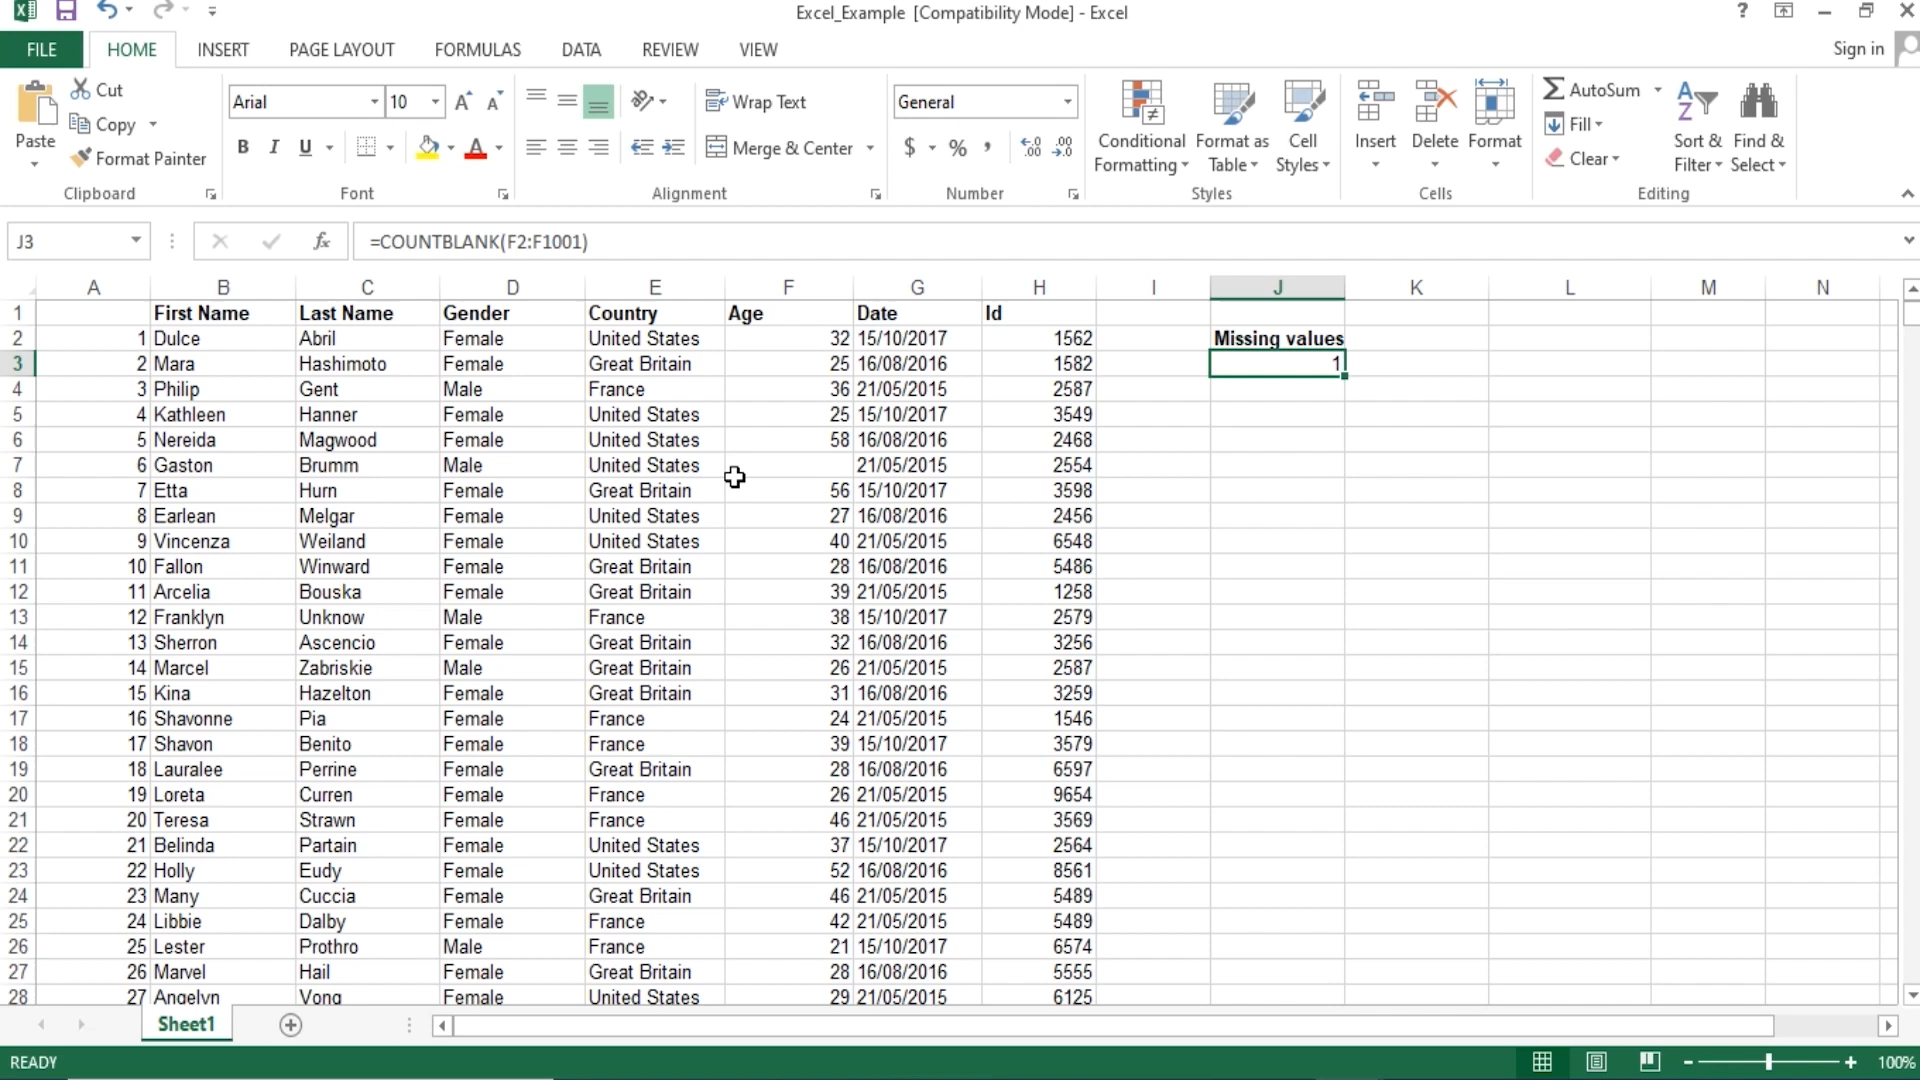 Excel_Example [Compatibility Mode] - Excel
FILE HOME INSERT PAGE LAYOUT FORMULAS DATA REVIEW VIEW Sign in
Paste
Cut
Copy
Format Painter
Clipboard
Arial 10
B I U
Font
Wrap Text
Merge & Center
Alignment
General
$ % ,
Number
Conditional Formatting
Format as Table
Cell Styles
Styles
Insert
Delete
Format
Cells
AutoSum
Fill
Clear
Sort & Filter
Find & Select
Editing
J3 fx =COUNTBLANK(F2:F1001)
A B C D E F G H I J K L M N
1 First Name Last Name Gender Country Age Date Id
2 1 Dulce Abril Female United States 32 15/10/2017 1562 Missing values
3 2 Mara Hashimoto Female Great Britain 25 16/08/2016 1582 1
4 3 Philip Gent Male France 36 21/05/2015 2587
5 4 Kathleen Hanner Female United States 25 15/10/2017 3549
6 5 Nereida Magwood Female United States 58 16/08/2016 2468
7 6 Gaston Brumm Male United States 21/05/2015 2554
8 7 Etta Hurn Female Great Britain 56 15/10/2017 3598
9 8 Earlean Melgar Female United States 27 16/08/2016 2456
10 9 Vincenza Weiland Female United States 40 21/05/2015 6548
11 10 Fallon Winward Female Great Britain 28 16/08/2016 5486
12 11 Arcelia Bouska Female Great Britain 39 21/05/2015 1258
13 12 Franklyn Unknow Male France 38 15/10/2017 2579
14 13 Sherron Ascencio Female Great Britain 32 16/08/2016 3256
15 14 Marcel Zabriskie Male Great Britain 26 21/05/2015 2587
16 15 Kina Hazelton Female Great Britain 31 16/08/2016 3259
17 16 Shavonne Pia Female France 24 21/05/2015 1546
18 17 Shavon Benito Female France 39 15/10/2017 3579
19 18 Lauralee Perrine Female Great Britain 28 16/08/2016 6597
20 19 Loreta Curren Female France 26 21/05/2015 9654
21 20 Teresa Strawn Female France 46 21/05/2015 3569
22 21 Belinda Partain Female United States 37 15/10/2017 2564
23 22 Holly Eudy Female United States 52 16/08/2016 8561
24 23 Many Cuccia Female Great Britain 46 21/05/2015 5489
25 24 Libbie Dalby Female France 42 21/05/2015 5489
26 25 Lester Prothro Male France 21 15/10/2017 6574
27 26 Marvel Hail Female Great Britain 28 16/08/2016 5555
28 27 Angelyn Vong Female United States 29 21/05/2015 6125
Sheet1
READY 100%